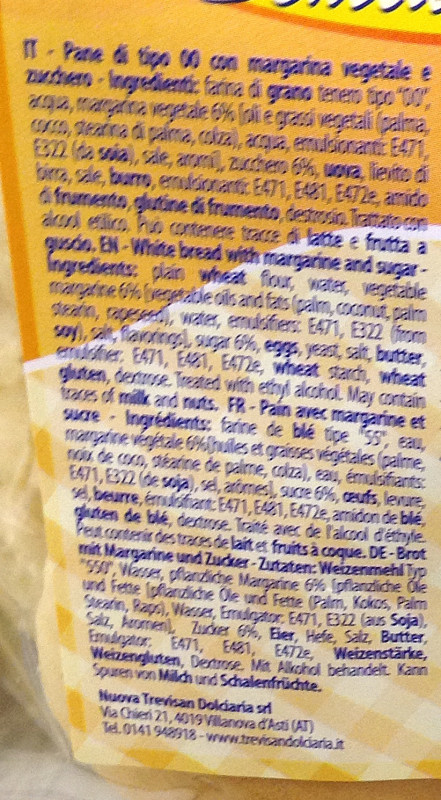 IT - Pane di tipo 00 con margarina vegetale e
zucchero - Ingredienti: farina di grano tenero tipo "00",
acqua, margarina vegetale 6% [oli e grassi vegetali (palma,
cocco, stearina di palma, colza), acqua, emulsionanti: E471,
E322 (da soia), sale, aromi], zucchero 6%, uova, lievito di
birra, sale, burro, emulsionanti: E471, E481, E472e, amido
di frumento, glutine di frumento, destrosio. Trattato con
alcool etilico. Può contenere tracce di latte e frutta a
guscio. EN - White bread with margarine and sugar -
Ingredients: plain wheat flour, water, vegetable
margarine 6% [vegetable oils and fats (palm, coconut, palm
stearin, rapeseed), water, emulsifiers: E471, E322 (from
soy), salt, flavorings], sugar 6%, eggs, yeast, salt, butter,
emulsifier: E471, E481, E472e, wheat starch, wheat
gluten, dextrose. Treated with ethyl alcohol. May contain
traces of milk and nuts. FR - Pain avec margarine et
sucre - Ingrédients: farine de blé tipe "55", eau,
margarine végétale 6%[huiles et graisses végétales (palme,
noix de coco, stéarine de palme, colza), eau, émulsifiants:
E471, E322 (de soja), sel, arômes], sucre 6%, œufs, levure,
sel, beurre, émulsifiant: E471, E481, E472e, amidon de blé,
gluten de blé, dextrose. Traité avec de l'alcool d'éthyle.
Peut contenir des traces de lait et fruits à coque. DE - Brot
mit Margarine und Zucker - Zutaten: Weizenmehl Typ
"550", Wasser, pflanzliche Margarine 6% [pflanzliche Öle
und Fette [pflanzliche Öle und Fette (Palm, Kokos, Palm
Stearin, Raps), Wasser, Emulgator: E471, E322 (aus Soja),
Salz, Aromen], Zucker 6%, Eier, Hefe, Salz, Butter,
Emulgator: E471, E481, E472e, Weizenstärke,
Weizengluten, Dextrose. Mit Alkohol behandelt. Kann
Spuren von Milch und Schalenfrüchte.
Nuova Trevisan Dolciaria srl
Via Chieri 21, 4019 Villanova d'Asti (AT)
Tel. 0141 948918 - www.trevisandolciaria.it